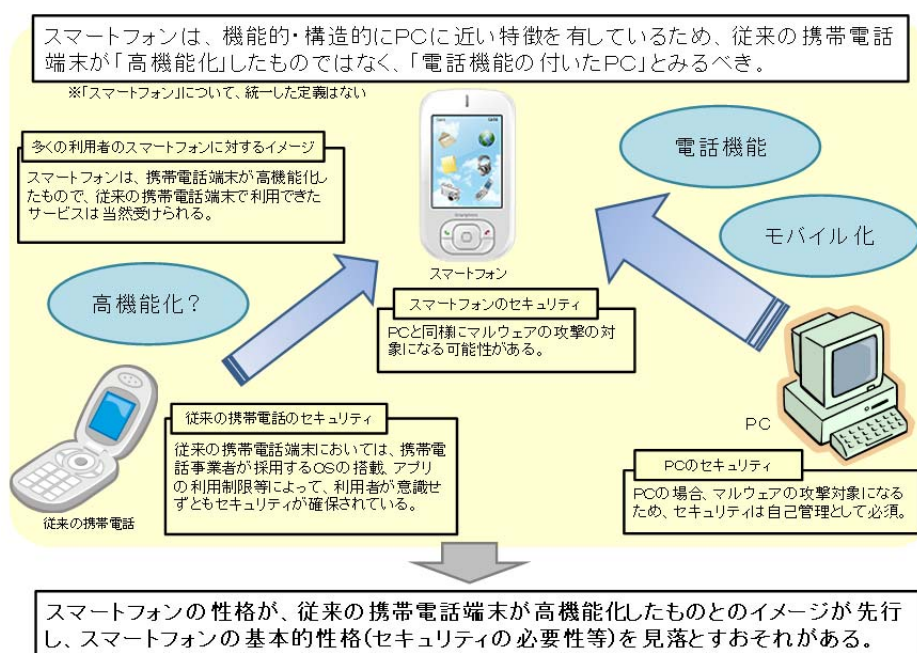 スマートフォンは、機能的・構造的にPCに近い特徴を有しているため、従来の携帯電話
端末が「高機能化」したものではなく、「電話機能の付いたPC」とみるべき。
※「スマートフォン」について、統一した定義はない
多くの利用者のスマートフォンに対するイメージ
スマートフォンは、携帯電話端末が高機能化し
たもので、従来の携帯電話端末で利用できた
サービスは当然受けられる。
電話機能
モバイル化
スマートフォン
高機能化？
スマートフォンのセキュリティ
PCと同様にマルウェアの攻撃の対
象になる可能性がある。
従来の携帯電話
従来の携帯電話のセキュリティ
従来の携帯電話端末においては、携帯電
話事業者が採用するOSの搭載、アプリ
の利用制限等によって、利用者が意識せ
ずともセキュリティが確保されている。
PC
PCのセキュリティ
PCの場合、マルウェアの攻撃対象になる
ため、セキュリティは自己管理として必須。
スマートフォンの性格が、従来の携帯電話端末が高機能化したものとのイメージが先行
し、スマートフォンの基本的性格(セキュリティの必要性等)を見落とすおそれがある。